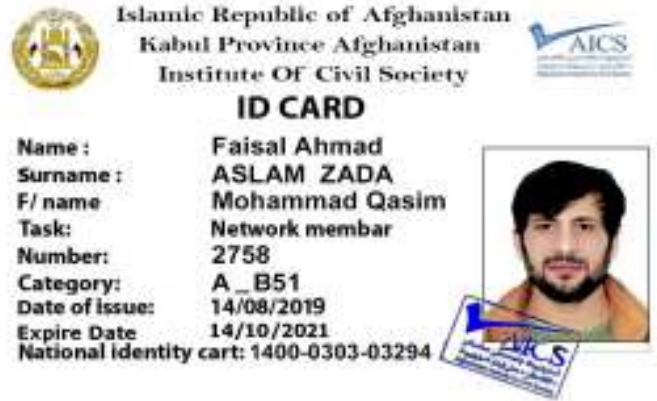 Islamic Republic of Afghanistan
Kabul Province Afghanistan
Institute Of Civil Society
AICS
ID CARD
Name : Faisal Ahmad
Surname : ASLAM ZADA
F/ name Mohammad Qasim
Task: Network membar
Number: 2758
Category: A_B51
Date of issue: 14/08/2019
Expire Date 14/10/2021
National identity cart: 1400-0303-03294
AICS